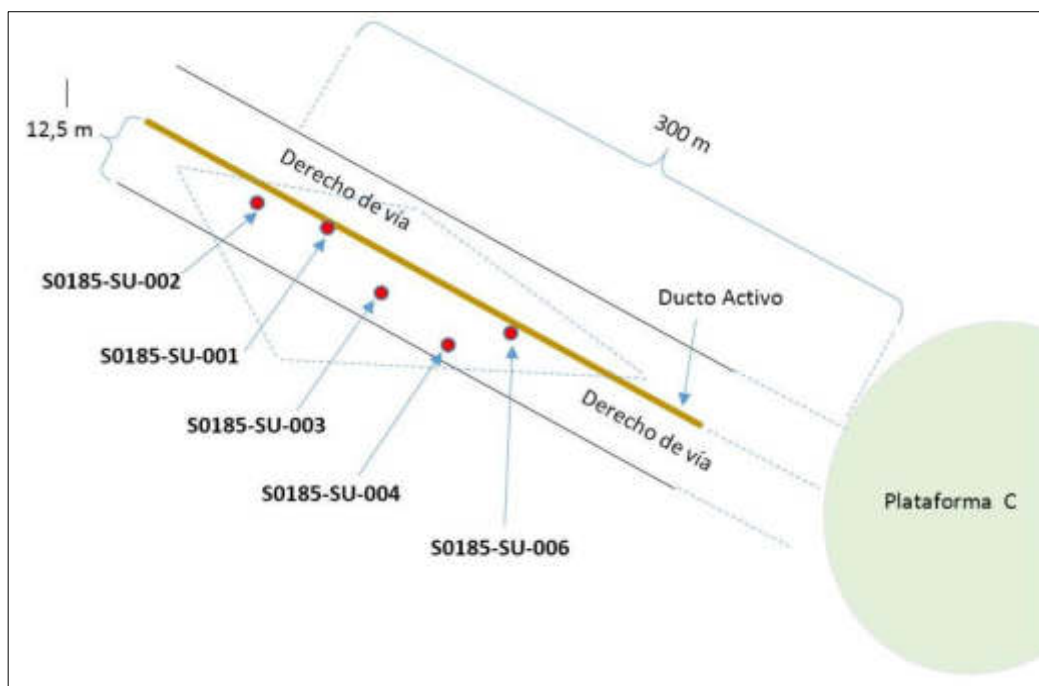 300 m
12,5 m
Derecho de vía
S0185-SU-002
Ducto Activo
S0185-SU-001
S0185-SU-003
Derecho de vía
S0185-SU-004
Plataforma C
S0185-SU-006